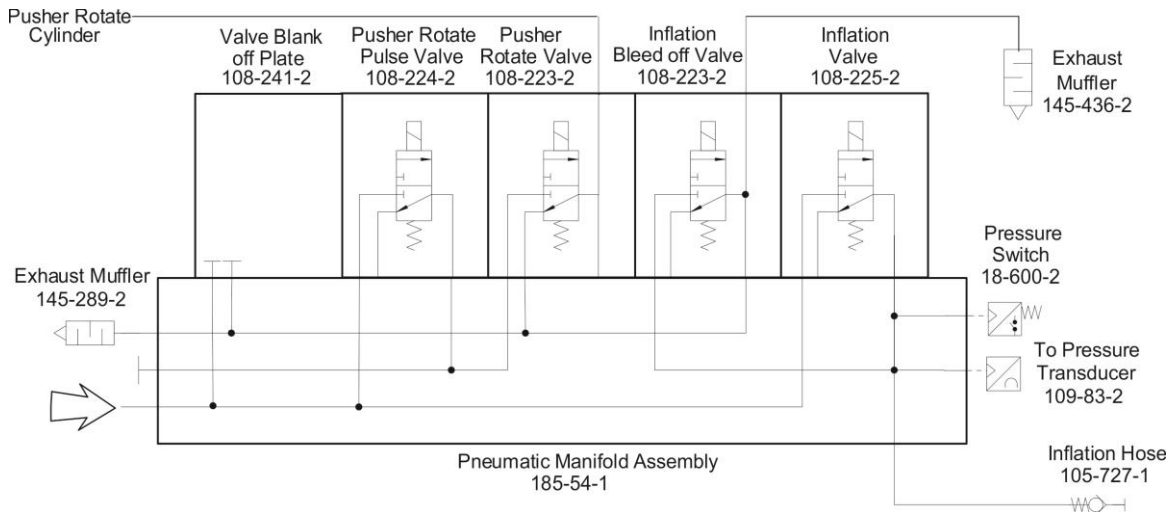 Pusher Rotate
Cylinder
Valve Blank
off Plate
108-241-2
Pusher Rotate
Pulse Valve
108-224-2
Pusher
Rotate Valve
108-223-2
Inflation
Bleed off Valve
108-223-2
Inflation
Valve
108-225-2
Exhaust
Muffler
145-436-2
Exhaust Muffler
145-289-2
Pressure
Switch
18-600-2
To Pressure
Transducer
109-83-2
Pneumatic Manifold Assembly
185-54-1
Inflation Hose
105-727-1